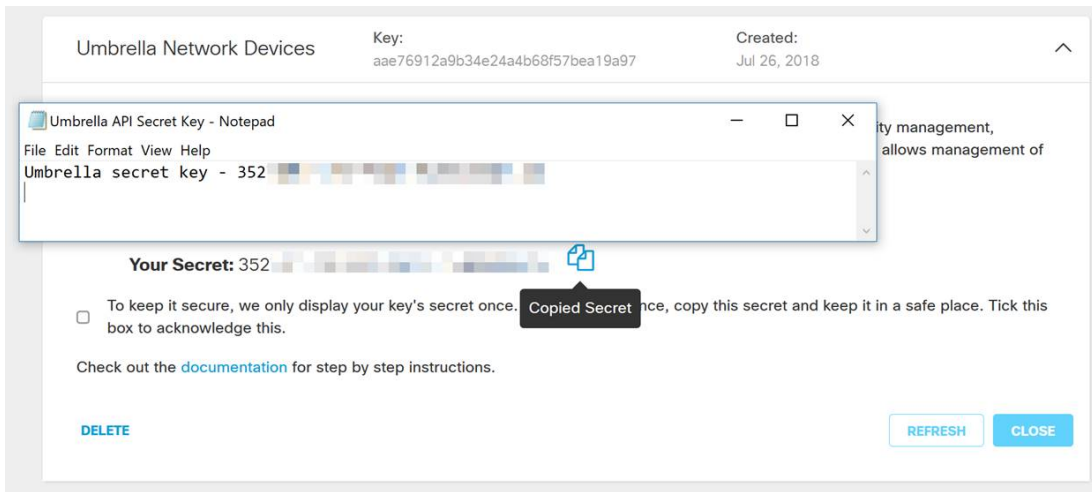 Umbrella Network Devices
Key:
aae76912a9b34e24a4b68f57bea19a97
Created:
Jul 26, 2018
Umbrella API Secret Key - Notepad
File Edit Format View Help
Umbrella secret key - 352
ity management,
allows management of
Your Secret: 352
Copied Secret
To keep it secure, we only display your key's secret once. nce, copy this secret and keep it in a safe place. Tick this
box to acknowledge this.
Check out the documentation for step by step instructions.
DELETE
REFRESH
CLOSE